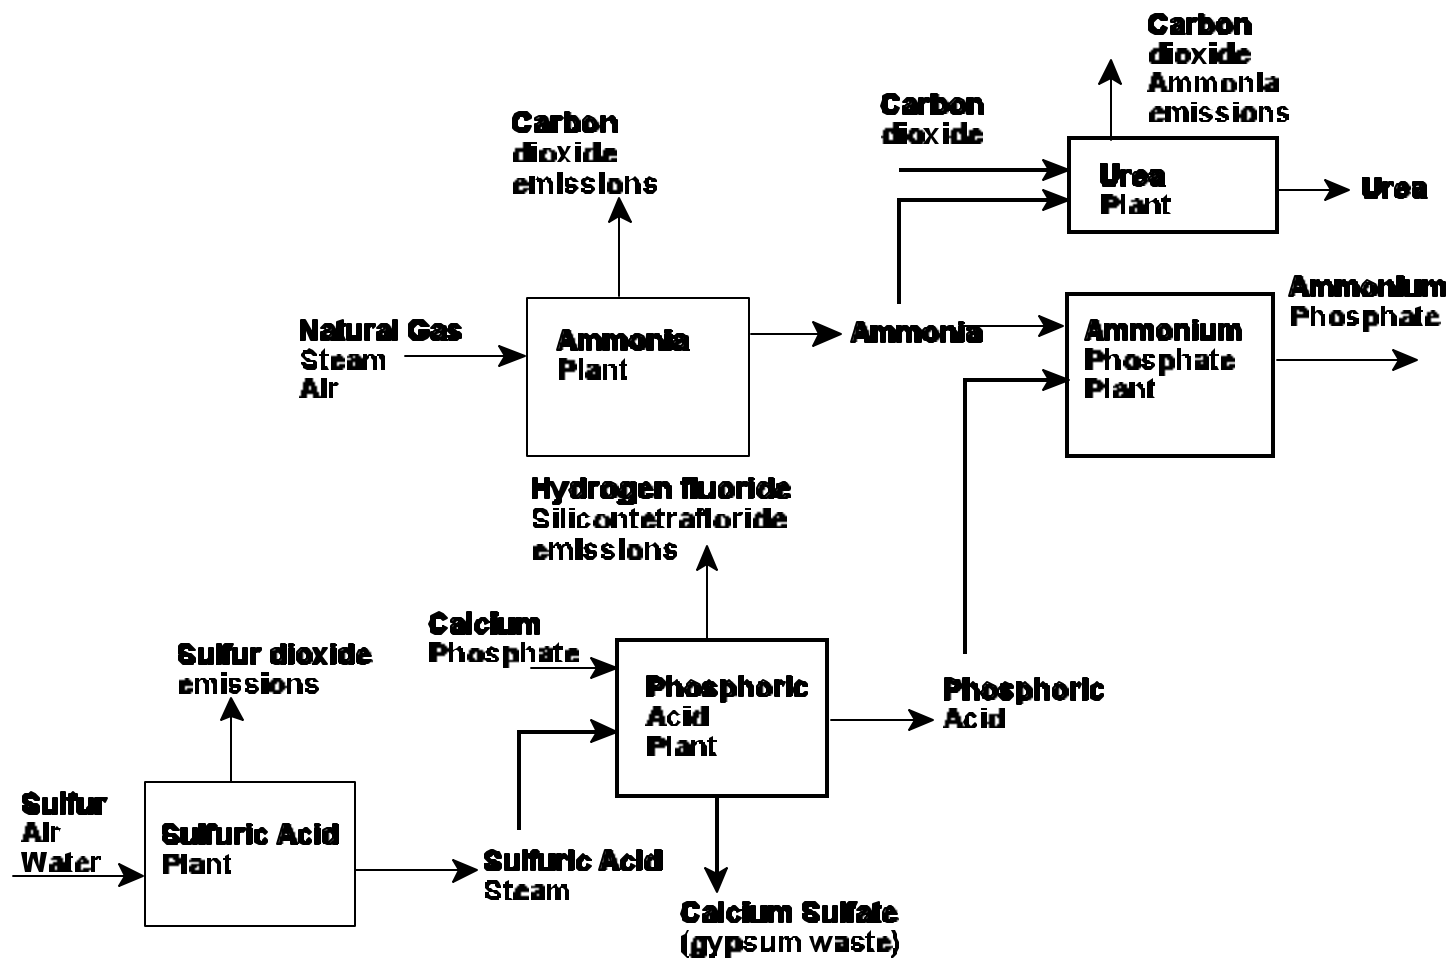 Carbon
dioxide
Ammonia
emissions
Carbon
dioxide
Carbon
dioxide
emissions
Urea
Plant
Urea
Natural Gas
Steam
Air
Ammonia
Plant
Ammonia
Ammonium
Phosphate
Plant
Ammonium
Phosphate
Hydrogen fluoride
Silicontetrafloride
emissions
Calcium
Phosphate
Phosphoric
Acid
Plant
Phosphoric
Acid
Sulfur dioxide
emissions
Sulfur
Air
Water
Sulfuric Acid
Plant
Sulfuric Acid
Steam
Calcium Sulfate
(gypsum waste)